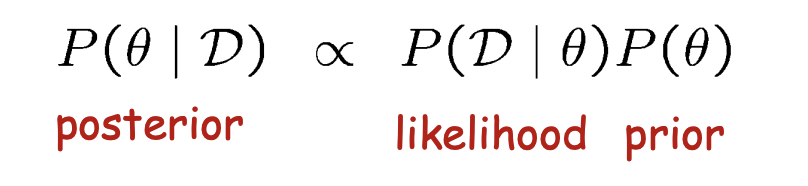 P(θ | 𝒟) ∝ P(𝒟 | θ)P(θ)
posterior likelihood prior